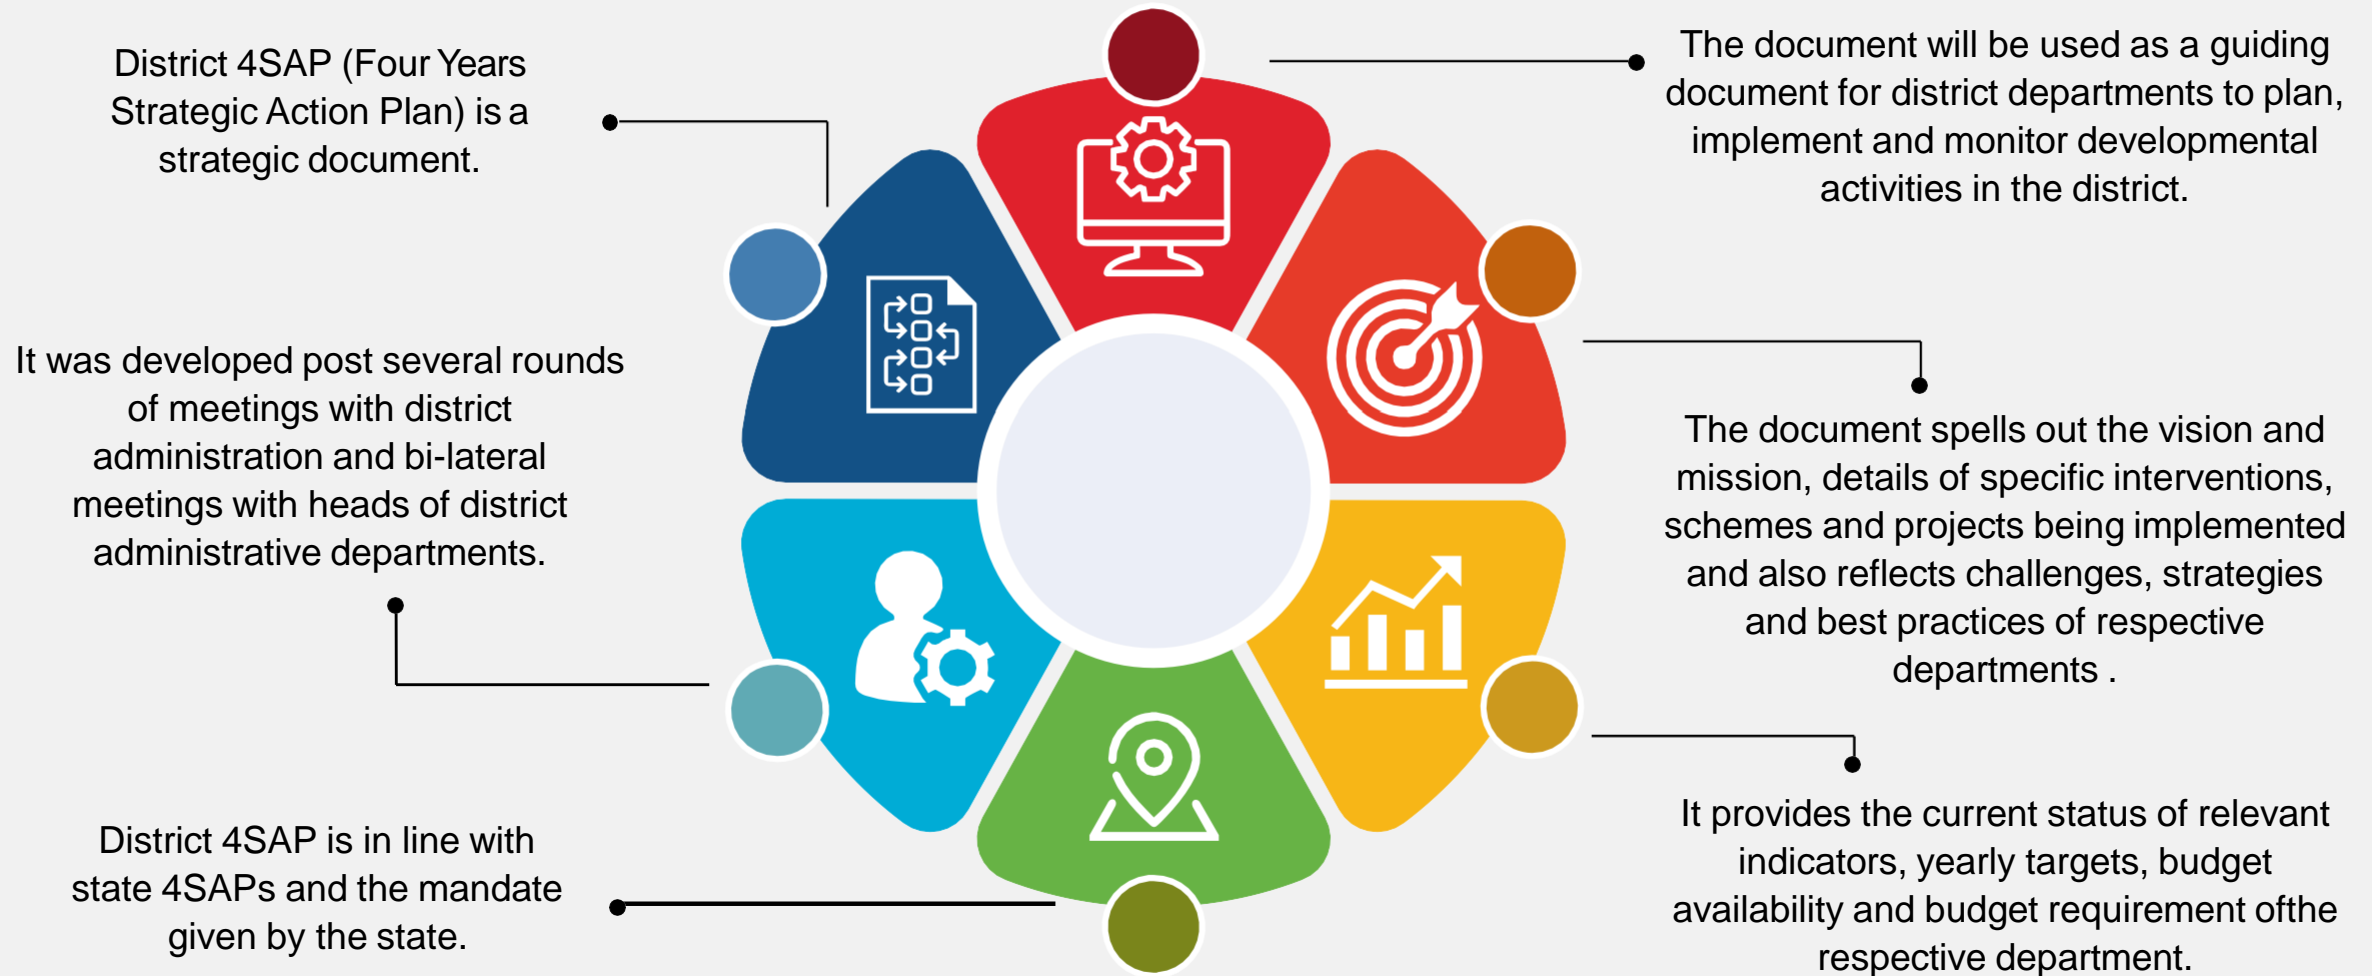 District 4SAP (Four Years
Strategic Action Plan) is a
strategic document.
It was developed post several rounds
of meetings with district
administration and bi-lateral
meetings with heads of district
administrative departments.
District 4SAP is in line with
state 4SAPs and the mandate
given by the state.
The document will be used as a guiding
document for district departments to plan,
implement and monitor developmental
activities in the district.
The document spells out the vision and
mission, details of specific interventions,
schemes and projects being implemented
and also reflects challenges, strategies
and best practices of respective
departments .
It provides the current status of relevant
indicators, yearly targets, budget
availability and budget requirement ofthe
respective department.